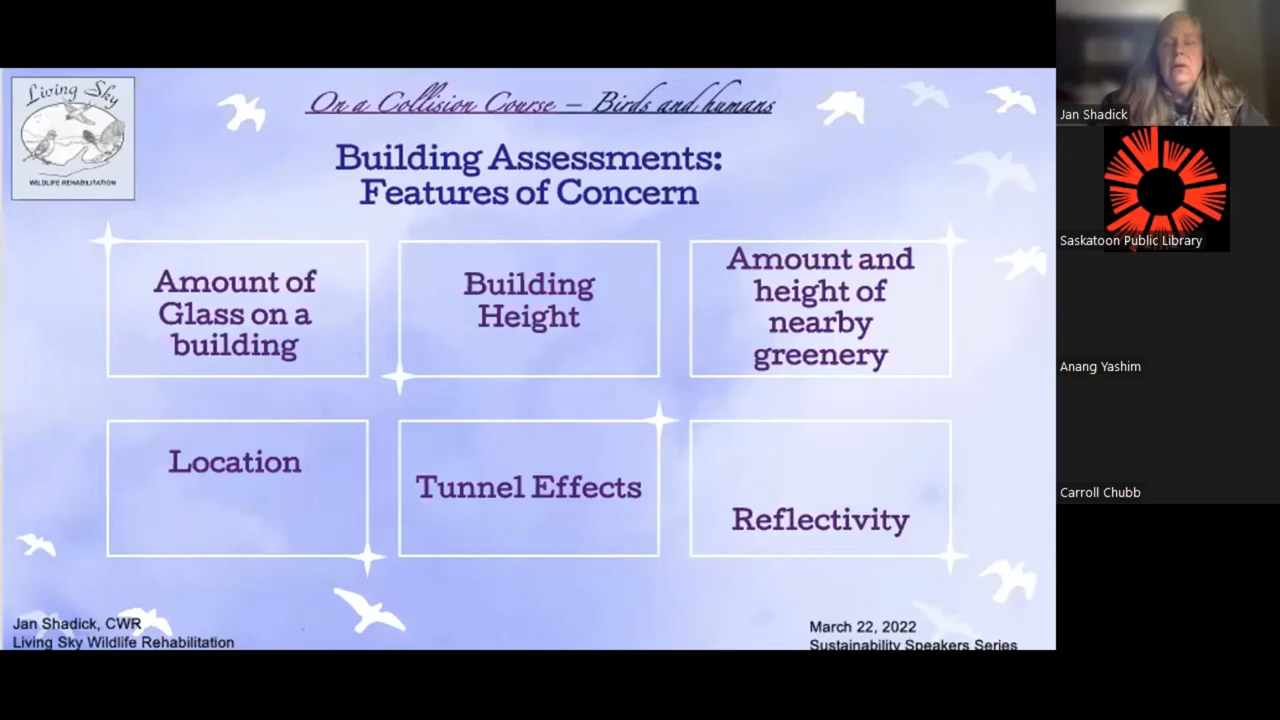 Living Sky
WILDLIFE REHABILITATION
On a Collision Course – Birds and humans
Building Assessments:
Features of Concern
Amount of
Glass on a
building
Building
Height
Amount and
height of
nearby
greenery
Location
Tunnel Effects
Reflectivity
Jan Shadick, CWR
Living Sky Wildlife Rehabilitation
March 22, 2022
Sustainability Speakers Series
Jan Shadick
Saskatoon Public Library
Anang Yashim
Carroll Chubb